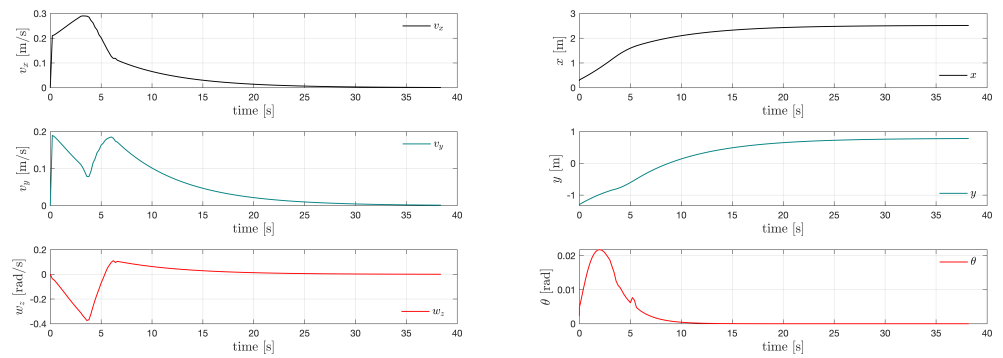 0.3
0.2
0.1
0
v_x [m/s]
v_x
0 5 10 15 20 25 30 35 40
time [s]
3
2
1
0
x [m]
x
0 5 10 15 20 25 30 35 40
time [s]
0.2
0.1
0
v_y [m/s]
v_y
0 5 10 15 20 25 30 35 40
time [s]
1
0
-1
y [m]
y
0 5 10 15 20 25 30 35 40
time [s]
0.2
0
-0.2
-0.4
w_z [rad/s]
w_z
0 5 10 15 20 25 30 35 40
time [s]
0.02
0.01
0
θ [rad]
θ
0 5 10 15 20 25 30 35 40
time [s]